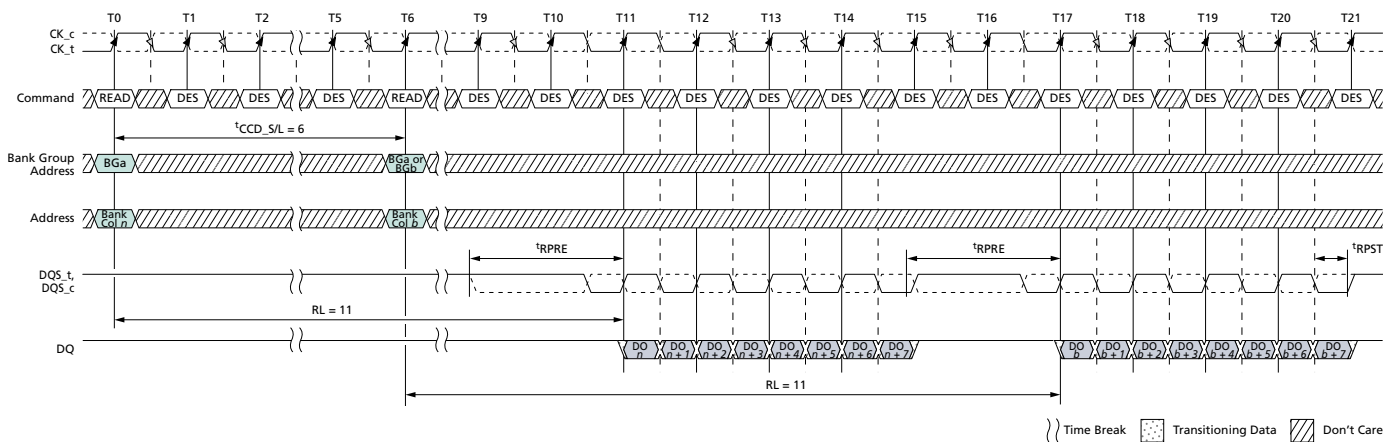 T0 T1 T2 T5 T6 T9 T10 T11 T12 T13 T14 T15 T16 T17 T18 T19 T20 T21
CK_c
CK_t
Command READ DES DES DES READ DES DES DES DES DES DES DES DES DES DES DES DES DES
tCCD_S/L = 6
Bank Group
Address
BGa
BGa or
BGb
Address
Bank
Col n
Bank
Col b
tRPRE tRPRE tRPST
DQS_t,
DQS_c
RL = 11
DQ
DO
n
DO
n + 1
DO
n + 2
DO
n + 3
DO
n + 4
DO
n + 5
DO
n + 6
DO
n + 7
DO
b
DO
b + 1
DO
b + 2
DO
b + 3
DO
b + 4
DO
b + 5
DO
b + 6
DO
b + 7
RL = 11
Time Break Transitioning Data Don't Care